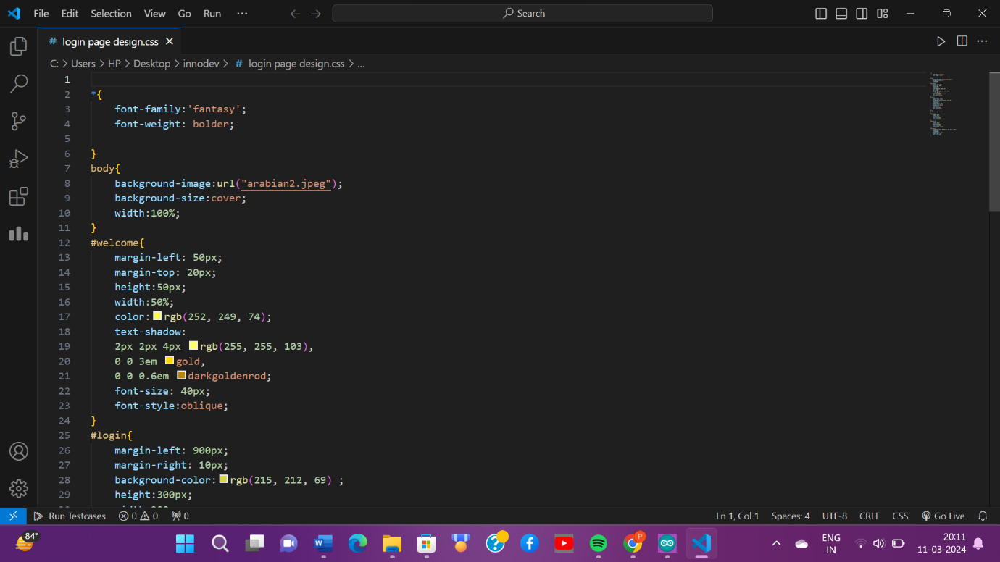 File Edit Selection View Go Run ··· Search
# login page design.css
C: > Users > HP > Desktop > innodev > # login page design.css > ...
1
2 *{
3 font-family:'fantasy';
4 font-weight: bolder;
5
6 }
7 body{
8 background-image:url("arabian2.jpeg");
9 background-size:cover;
10 width:100%;
11 }
12 #welcome{
13 margin-left: 50px;
14 margin-top: 20px;
15 height:50px;
16 width:50%;
17 color:rgb(252, 249, 74);
18 text-shadow:
19 2px 2px 4px rgb(255, 255, 103),
20 0 0 3em gold,
21 0 0 0.6em darkgoldenrod;
22 font-size: 40px;
23 font-style:oblique;
24 }
25 #login{
26 margin-left: 900px;
27 margin-right: 10px;
28 background-color:rgb(215, 212, 69) ;
29 height:300px;
Run Testcases 0 0 0 Ln 1, Col 1 Spaces: 4 UTF-8 CRLF CSS Go Live
84°
P
ENG
IN
20:11
11-03-2024